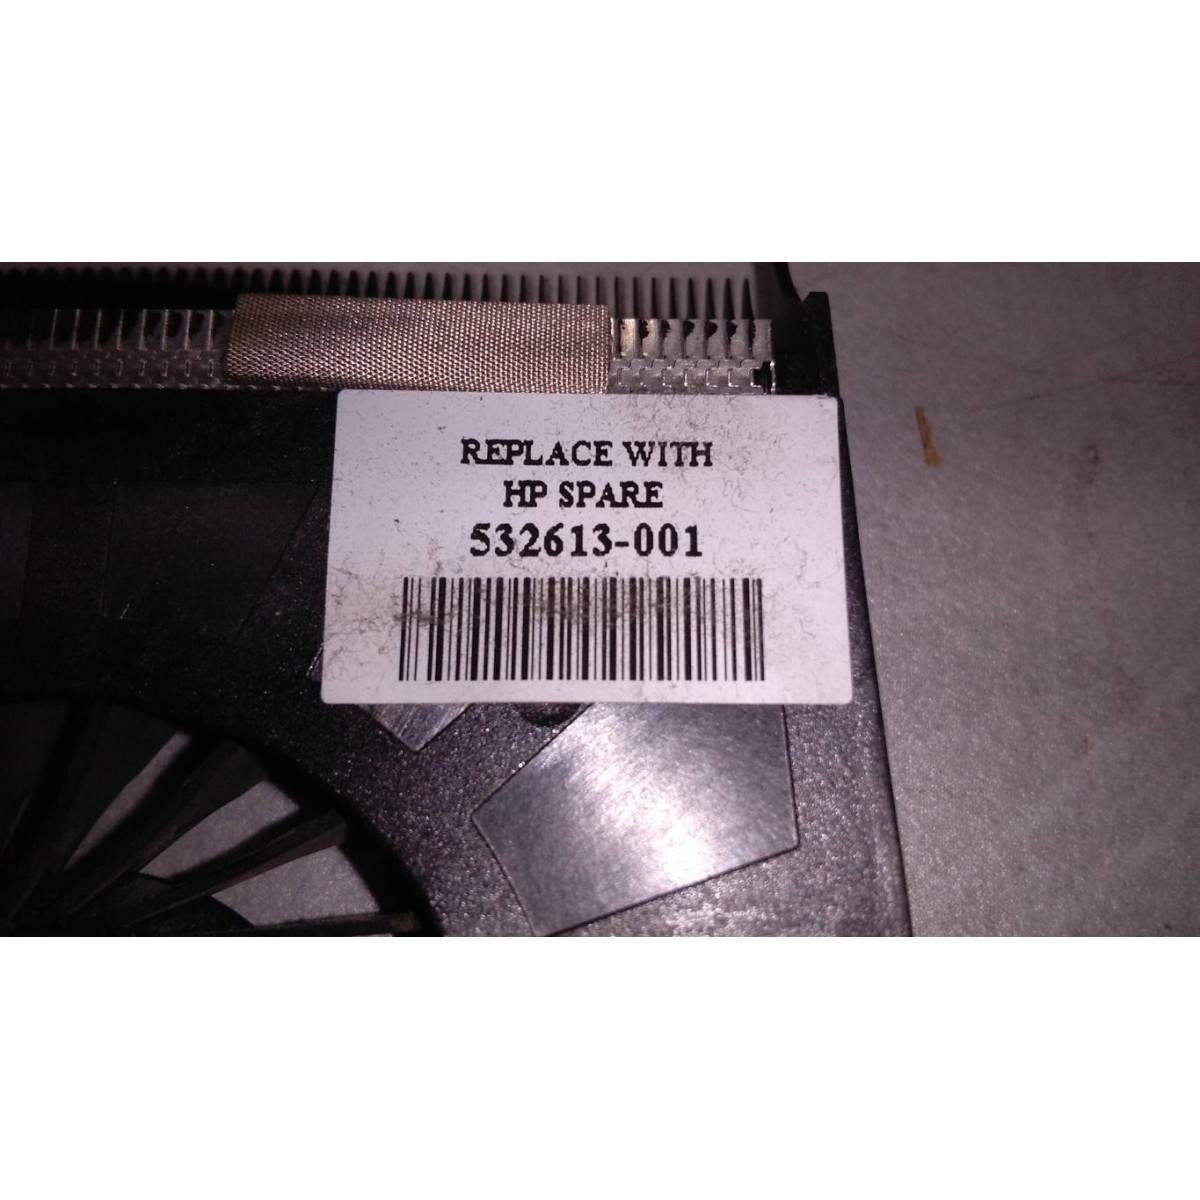 REPLACE WITH
HP SPARE
532613-001